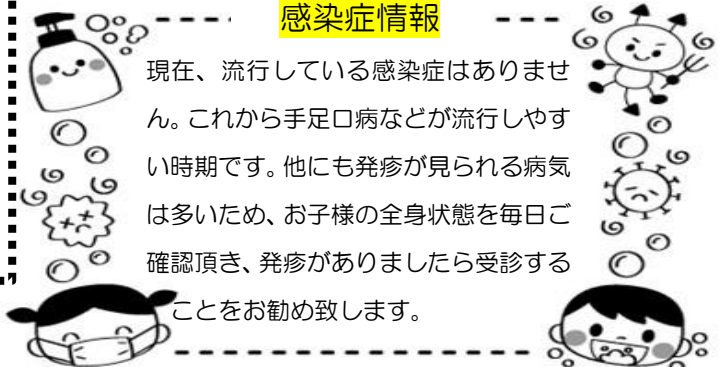 感染症情報
現在、流行している感染症はありませ
ん。これから手足口病などが流行しやす
い時期です。他にも発疹が見られる病気
は多いため、お子様の全身状態を毎日ご
確認頂き、発疹がありましたら受診する
ことをお勧め致します。